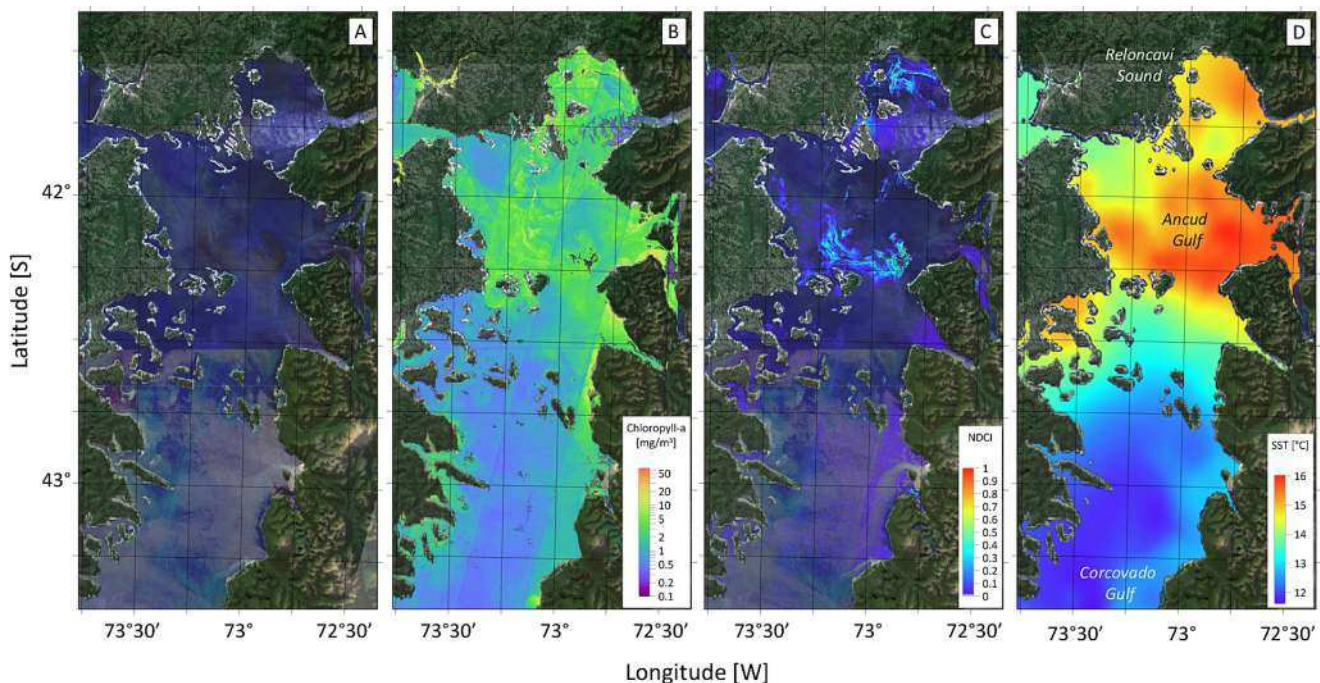 A
B
C
D
Reloncaví
Sound
Ancud
Gulf
Corcovado
Gulf
Latitude [S]
42°
43°
Chloropyll-a
[mg/m³]
50
20
10
5
2
1
0.5
0.2
0.1
NDCI
1
0.9
0.8
0.7
0.6
0.5
0.4
0.3
0.2
0.1
0
SST [°C]
16
15
14
13
12
73°30'
73°
72°30'
73°30'
73°
72°30'
73°30'
73°
72°30'
73°30'
73°
72°30'
Longitude [W]